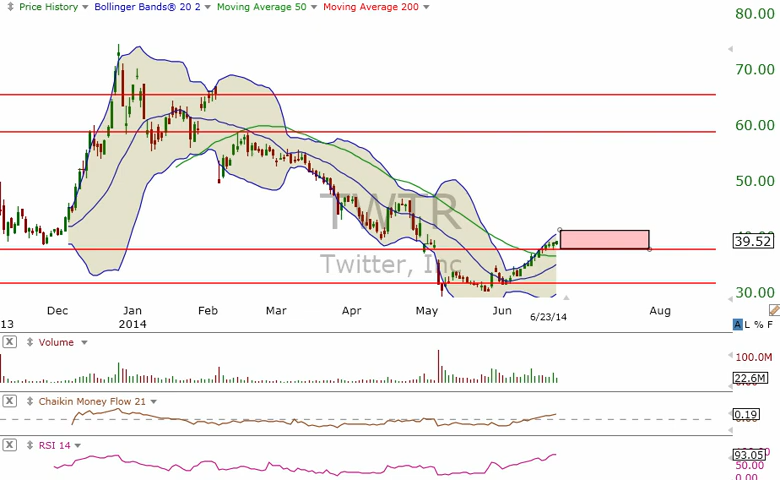 Price History Bollinger Bands® 20 2 Moving Average 50 Moving Average 200
80.00
70.00
60.00
50.00
TWTR
39.52
Twitter, Inc
30.00
Dec Jan Feb Mar Apr May Jun 6/23/14 Aug
13 2014
A L % F
X Volume
100.0M
22.6M
X Chaikin Money Flow 21
0.19
X RSI 14
93.05
50.00
0.00